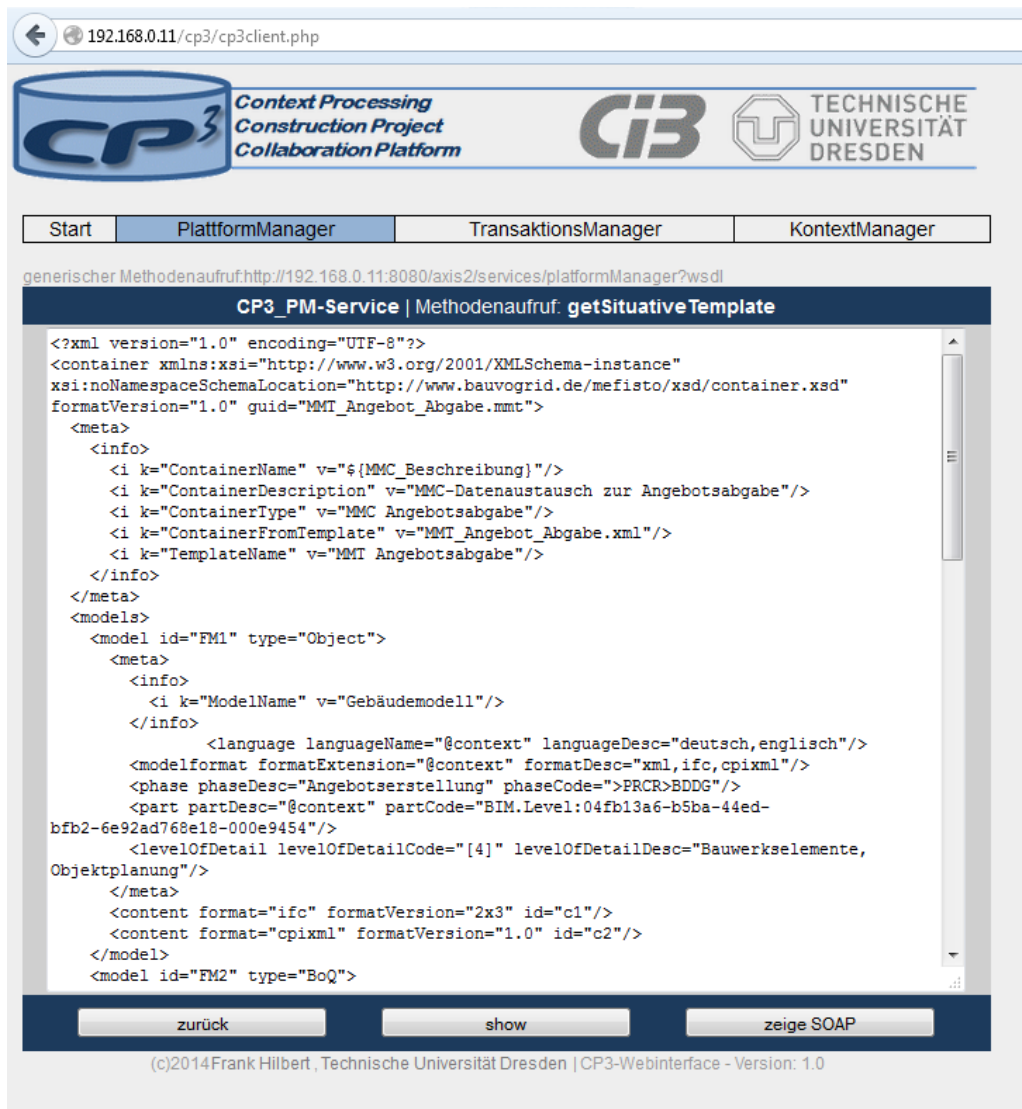 192.168.0.11/cp3/cp3client.php
CP3
Context Processing
Construction Project
Collaboration Platform
CiB
TECHNISCHE
UNIVERSITÄT
DRESDEN
Start PlattformManager TransaktionsManager KontextManager
generischer Methodenaufruf:http://192.168.0.11:8080/axis2/services/platformManager?wsdl
CP3_PM-Service | Methodenaufruf: getSituativeTemplate
<?xml version="1.0" encoding="UTF-8"?>
<container xmlns:xsi="http://www.w3.org/2001/XMLSchema-instance"
xsi:noNamespaceSchemaLocation="http://www.bauvogrid.de/mefisto/xsd/container.xsd"
formatVersion="1.0" guid="MMT_Angebot_Abgabe.mmt">
  <meta>
    <info>
      <i k="ContainerName" v="${MMC_Beschreibung}"/>
      <i k="ContainerDescription" v="MMC-Datenaustausch zur Angebotsabgabe"/>
      <i k="ContainerType" v="MMC Angebotsabgabe"/>
      <i k="ContainerFromTemplate" v="MMT_Angebot_Abgabe.xml"/>
      <i k="TemplateName" v="MMT Angebotsabgabe"/>
    </info>
  </meta>
  <models>
    <model id="FM1" type="Object">
      <meta>
        <info>
          <i k="ModelName" v="Gebäudemodell"/>
        </info>
                <language languageName="@context" languageDesc="deutsch,englisch"/>
        <modelformat formatExtension="@context" formatDesc="xml,ifc,cpixml"/>
        <phase phaseDesc="Angebotserstellung" phaseCode=">PRCR>BDDG"/>
        <part partDesc="@context" partCode="BIM.Level:04fb13a6-b5ba-44ed-
bfb2-6e92ad768e18-000e9454"/>
        <levelOfDetail levelOfDetailCode="[4]" levelOfDetailDesc="Bauwerkselemente,
Objektplanung"/>
      </meta>
      <content format="ifc" formatVersion="2x3" id="c1"/>
      <content format="cpixml" formatVersion="1.0" id="c2"/>
    </model>
    <model id="FM2" type="BoQ">
zurück show zeige SOAP
(c)2014Frank Hilbert , Technische Universität Dresden | CP3-Webinterface - Version: 1.0